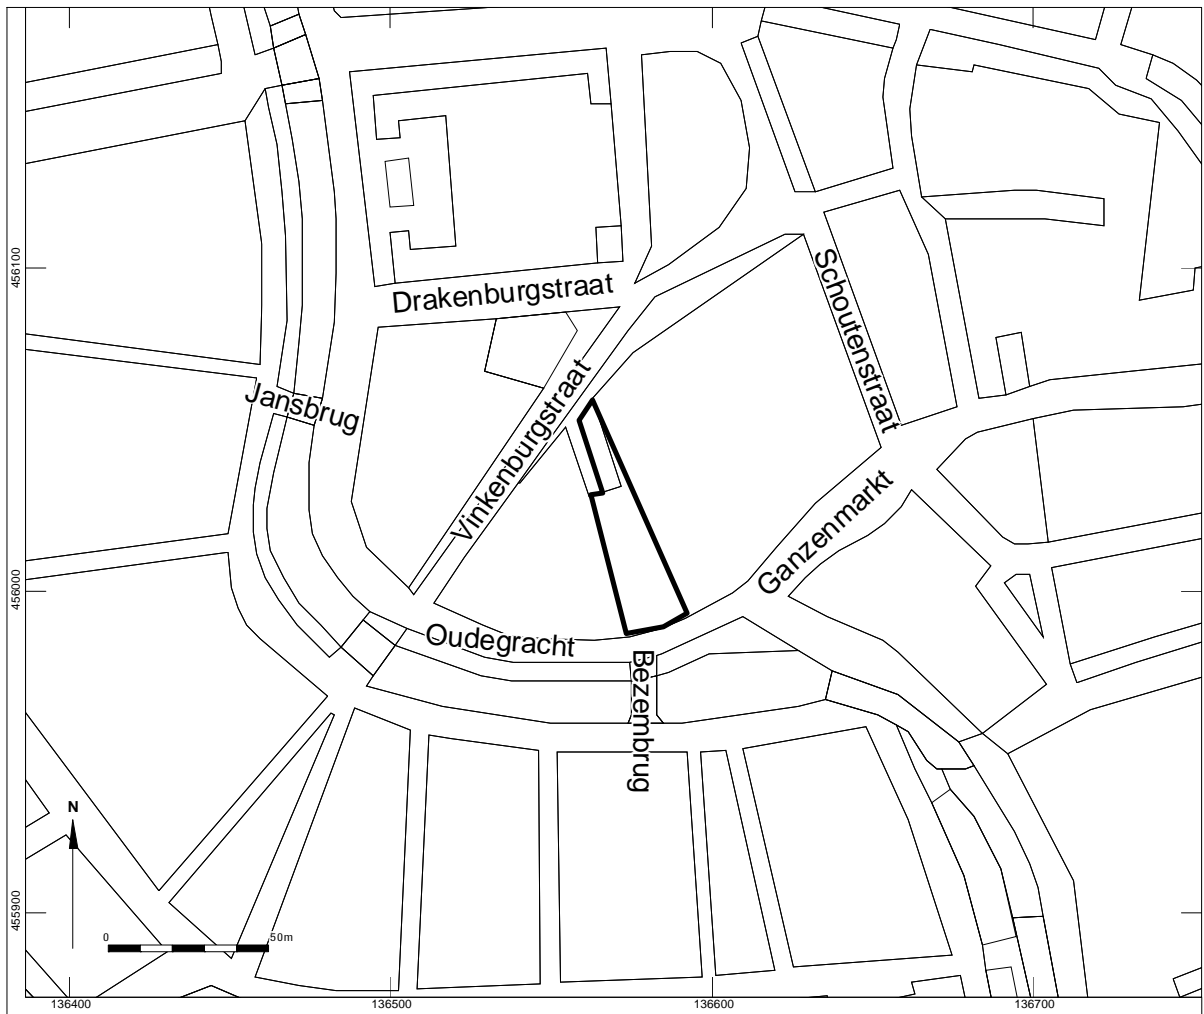 456100
Drakenburgstraat
Schoutenstraat
Jansbrug
Vinkenburgstraat
Ganzenmarkt
456000
Oudegracht
Bezembrug
N
455900
0
50m
136400
136500
136600
136700